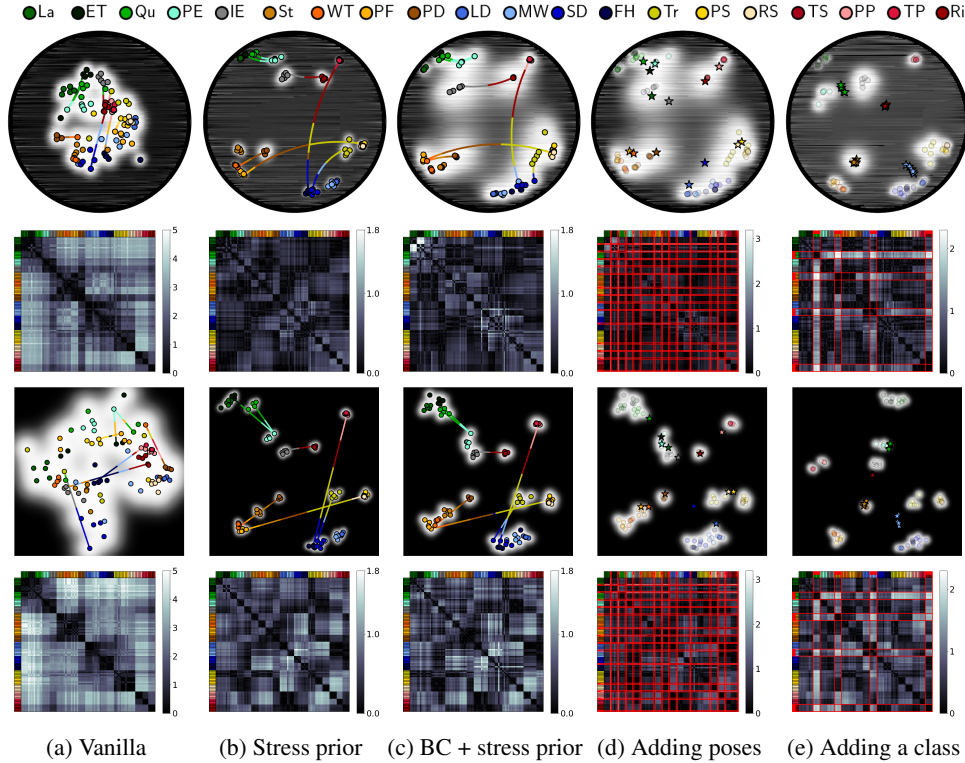 La ET Qu PE IE St WT PF PD LD MW SD FH Tr PS RS TS PP TP Ri
5 4 3 2 1 0
1.8 1.0 0.0
1.8 1.0 0.0
3 2 1 0
2 1 0
5 4 3 2 1 0
1.8 1.0 0.0
1.8 1.0 0.0
3 2 1 0
2 1 0
(a) Vanilla (b) Stress prior (c) BC + stress prior (d) Adding poses (e) Adding a class